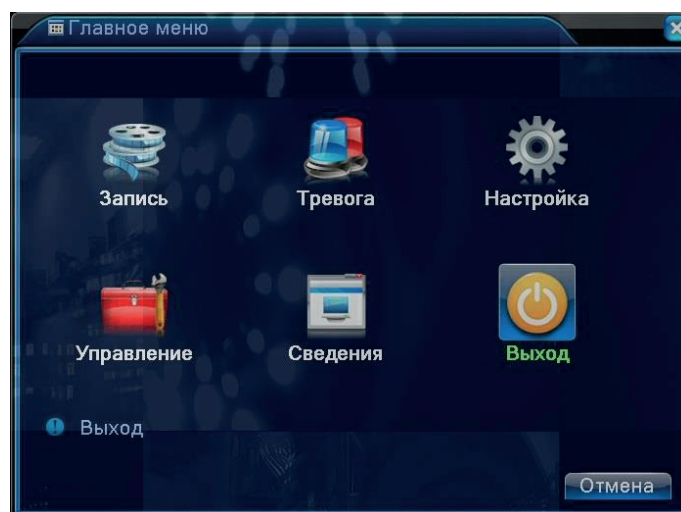 Главное меню
Запись
Тревога
Настройка
Управление
Сведения
Выход
Выход
Отмена